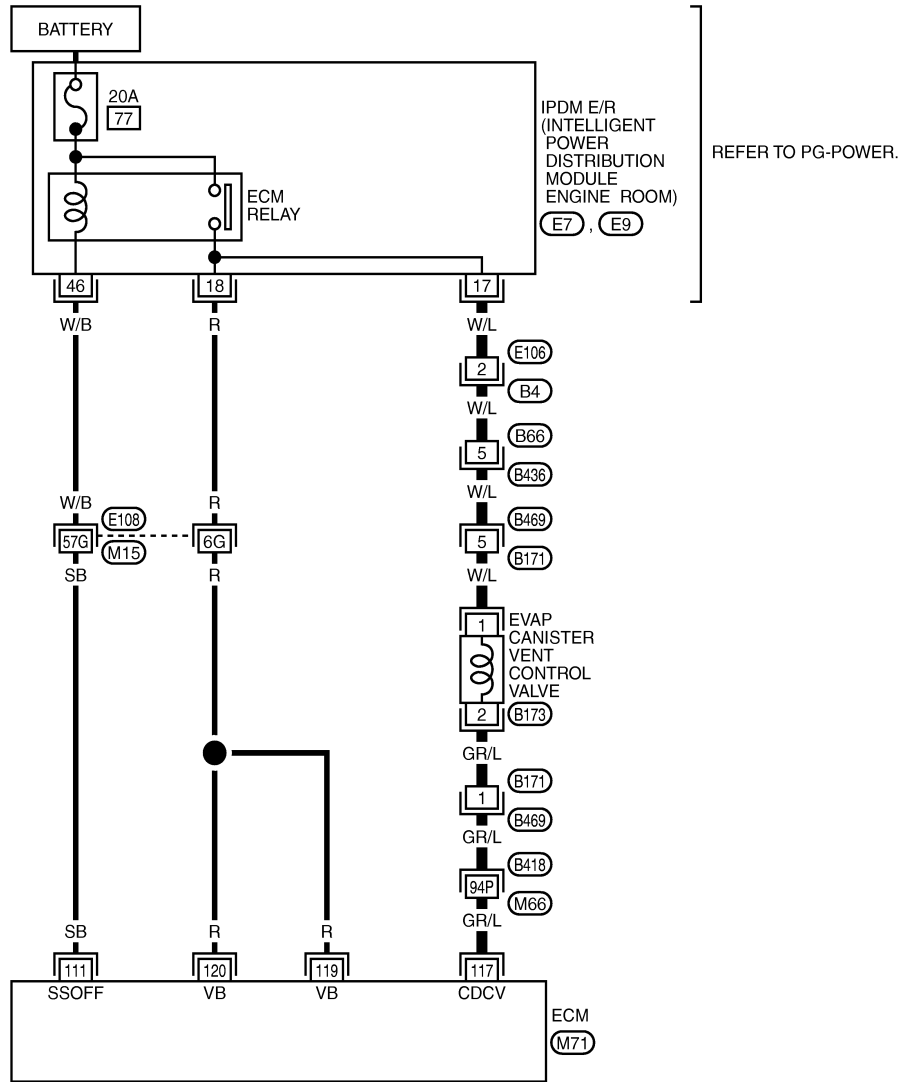 BATTERY
20A
77
ECM
RELAY
IPDM E/R
(INTELLIGENT
POWER
DISTRIBUTION
MODULE
ENGINE ROOM)
E7 , E9
REFER TO PG-POWER.
46 18 17
W/B R W/L
2 E106
B4
W/L
5 B66
B436
W/B R W/L
57G E108 6G 5 B469
M15 B171
SB R W/L
1 EVAP
CANISTER
VENT
CONTROL
VALVE
2 B173
GR/L
1 B171
B469
GR/L
94P B418
M66
SB R R GR/L
111 120 119 117
SSOFF VB VB CDCV
ECM
M71